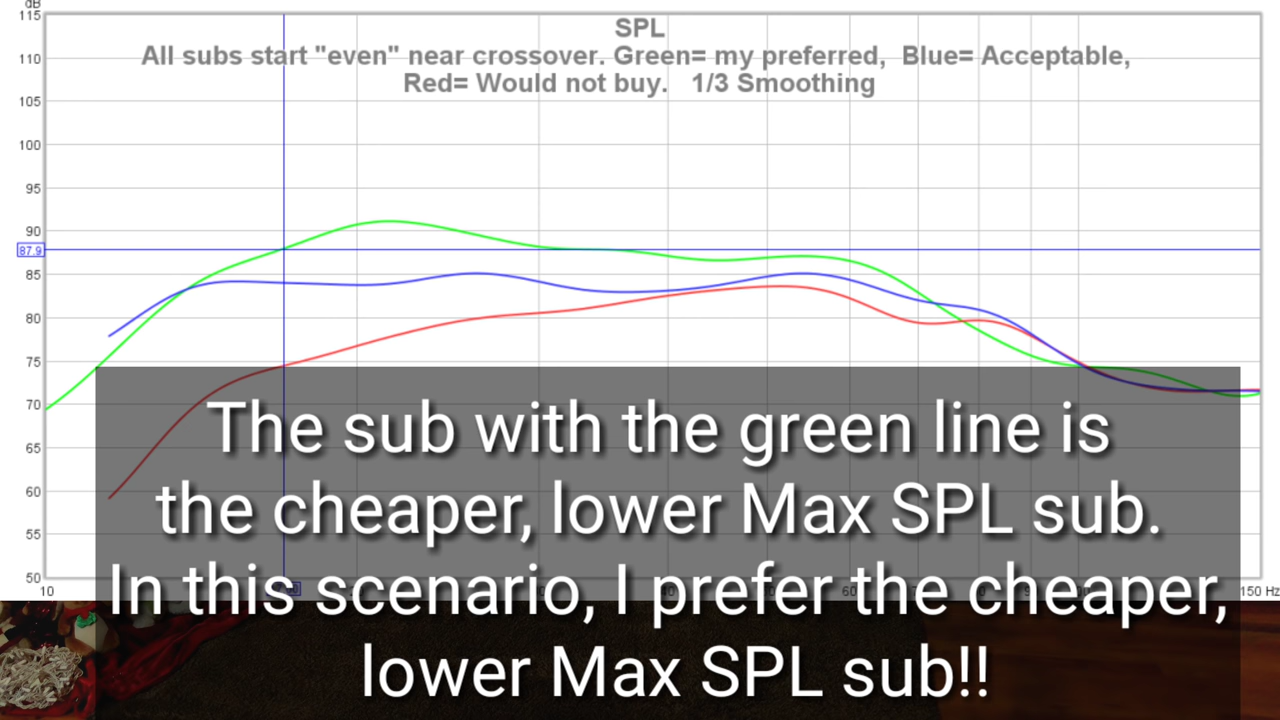 dB
SPL
All subs start "even" near crossover. Green= my preferred,  Blue= Acceptable,
Red= Would not buy.   1/3 Smoothing
115
110
105
100
95
90
87.9
85
80
75
70
65
60
55
50
10
40
60
150 Hz
The sub with the green line is
the cheaper, lower Max SPL sub.
In this scenario, I prefer the cheaper,
lower Max SPL sub!!